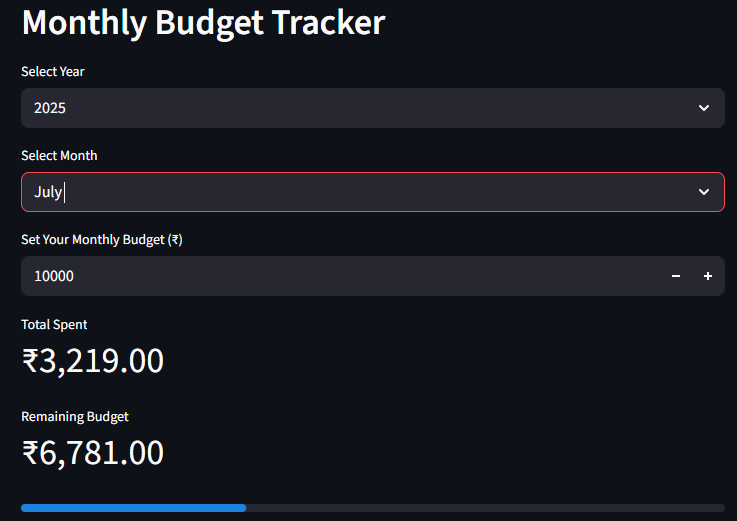 Monthly Budget Tracker
Select Year
2025
Select Month
July
Set Your Monthly Budget (₹)
10000
Total Spent
₹3,219.00
Remaining Budget
₹6,781.00